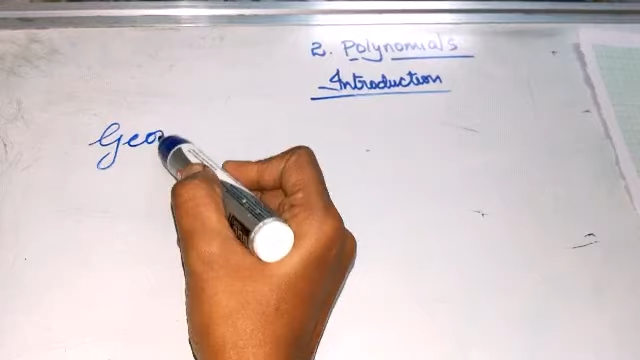 2. Polynomials
Introduction
Geo